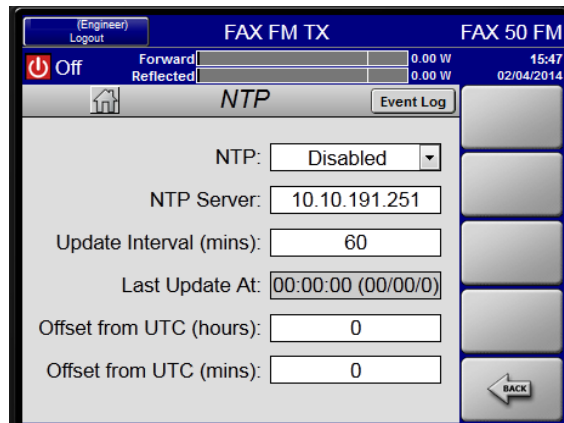 (Engineer)
Logout
FAX FM TX
FAX 50 FM
Off
Forward
0.00 W
Reflected
0.00 W
15:47
02/04/2014
NTP
Event Log
NTP:
Disabled
NTP Server:
10.10.191.251
Update Interval (mins):
60
Last Update At:
00:00:00 (00/00/0)
Offset from UTC (hours):
0
Offset from UTC (mins):
0
BACK